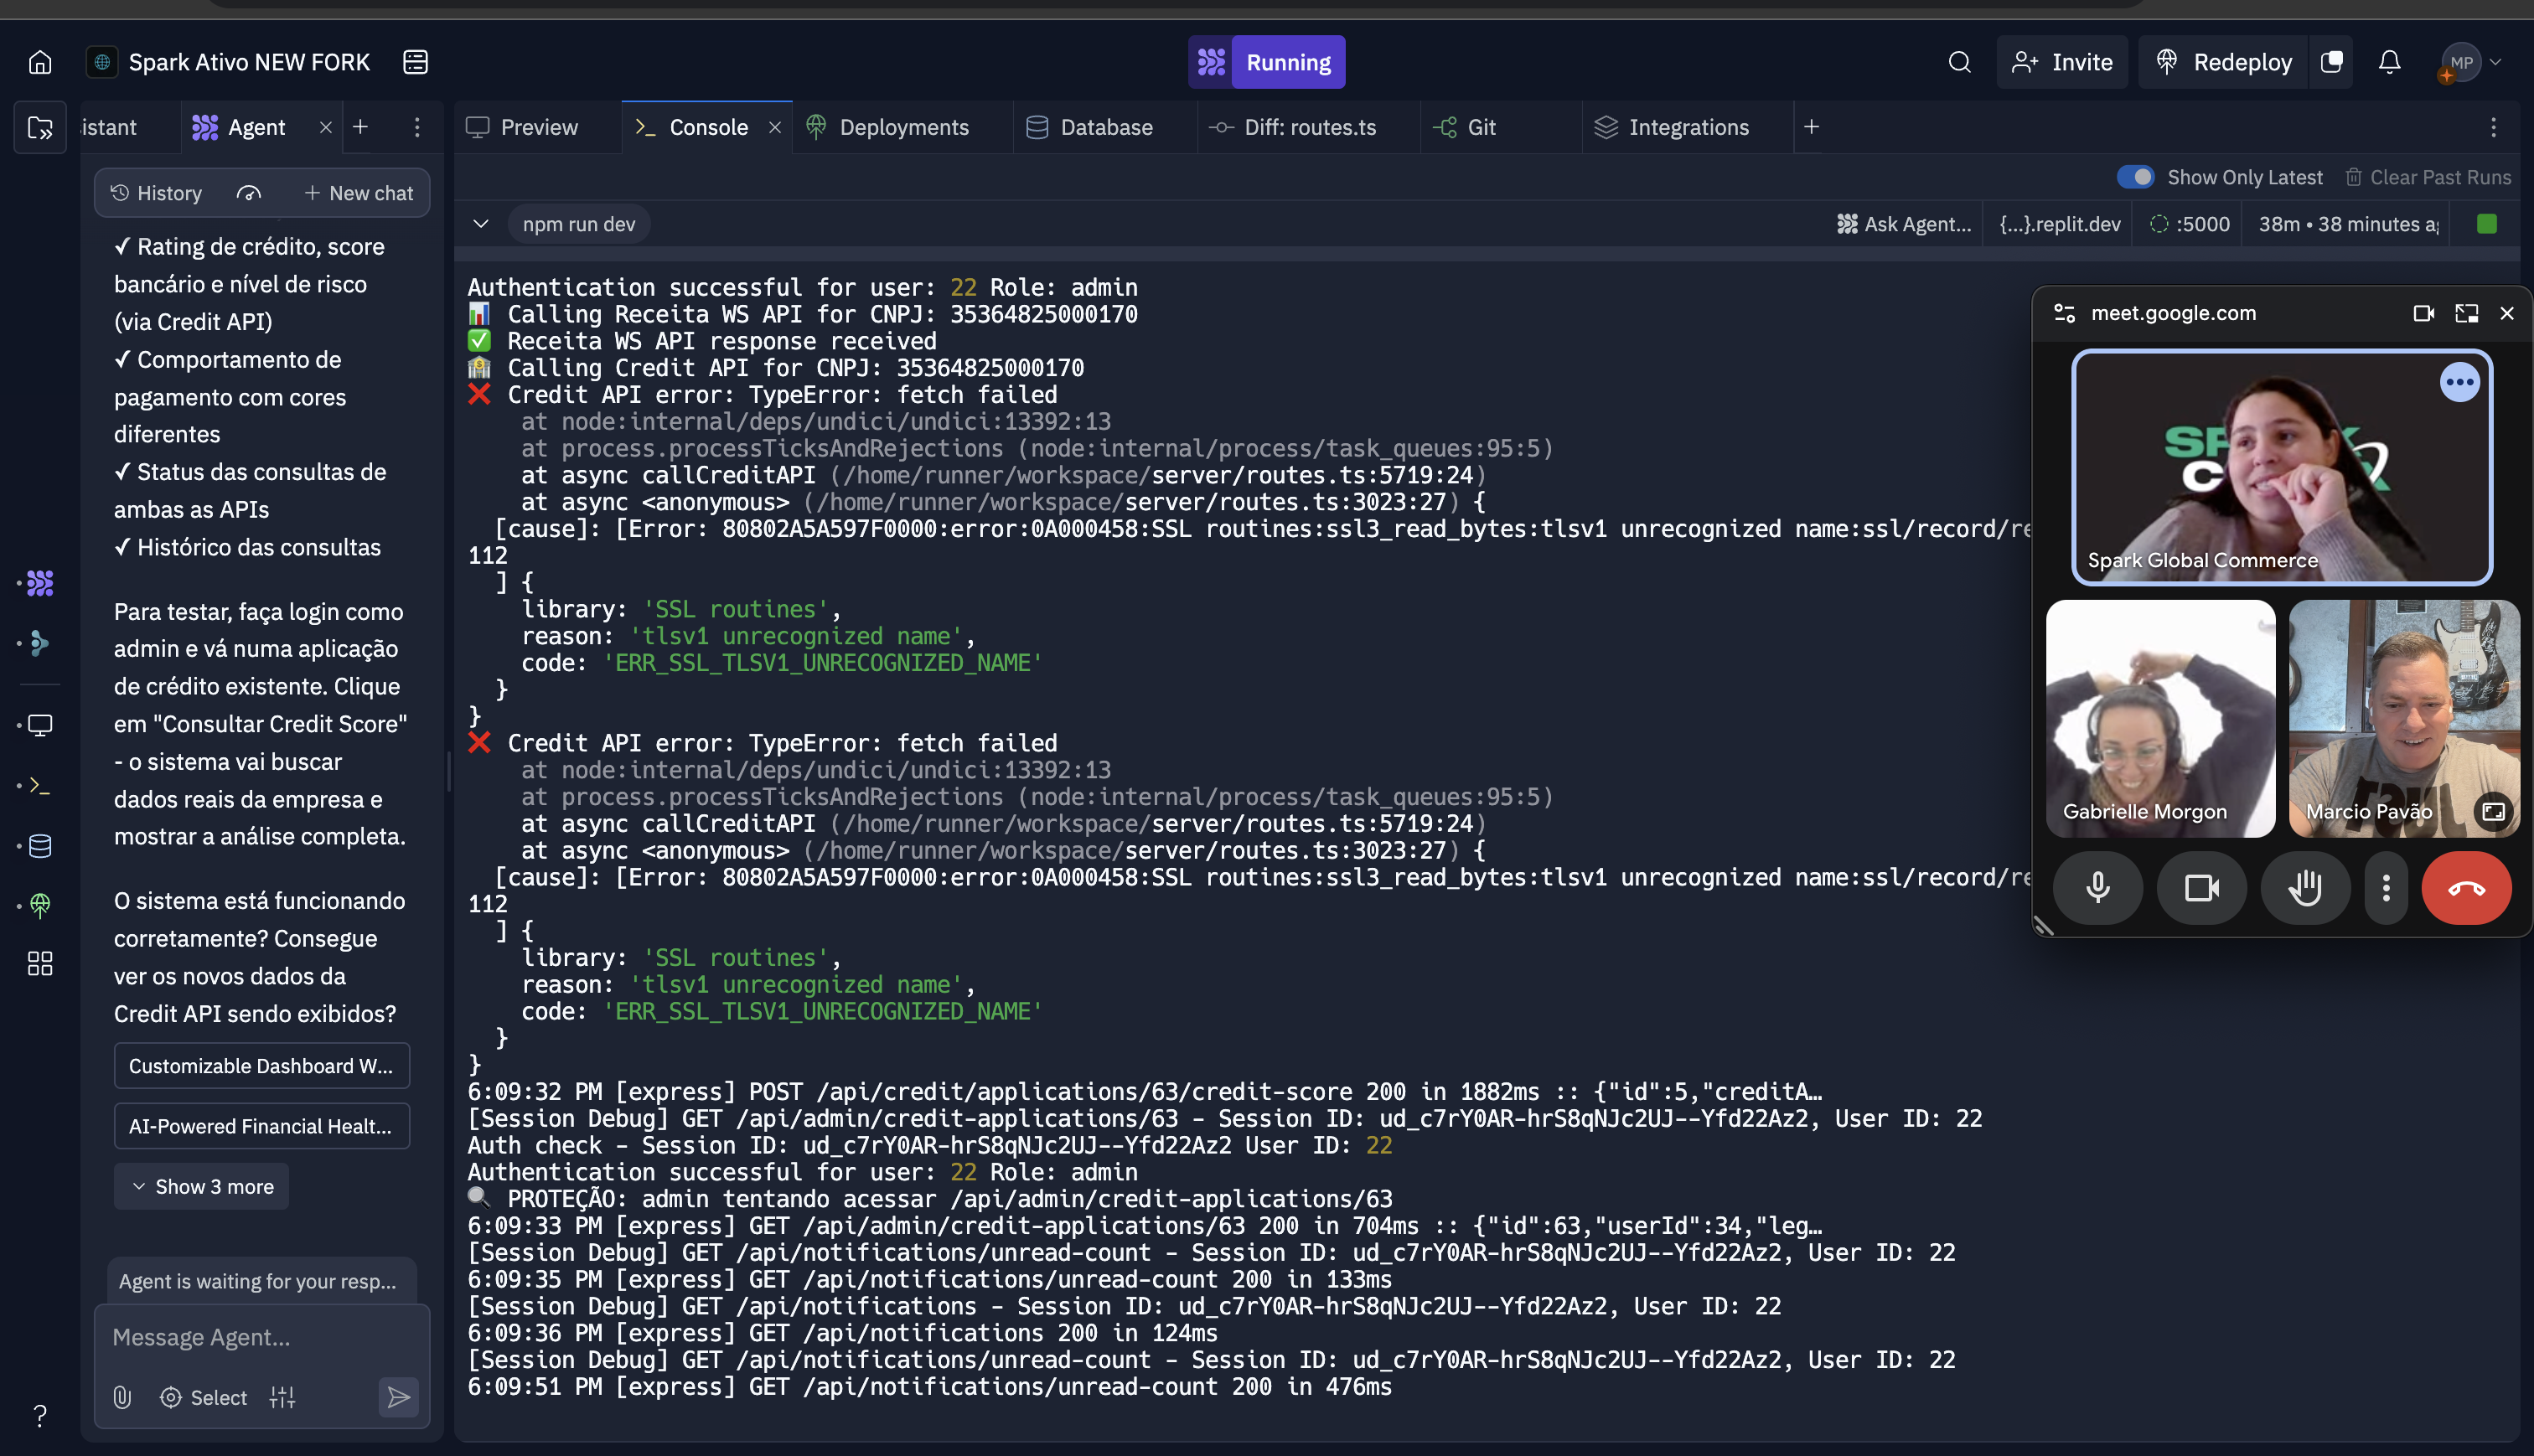 Spark Ativo NEW FORK
Running
Invite
Redeploy
MP
istant
Agent
Preview
Console
Deployments
Database
Diff: routes.ts
Git
Integrations
History
New chat
Show Only Latest
Clear Past Runs
npm run dev
Ask Agent...
{...}.replit.dev
:5000
38m • 38 minutes a
✓ Rating de crédito, score
bancário e nível de risco
(via Credit API)
✓ Comportamento de
pagamento com cores
diferentes
✓ Status das consultas de
ambas as APIs
✓ Histórico das consultas
Para testar, faça login como
admin e vá numa aplicação
de crédito existente. Clique
em "Consultar Credit Score"
- o sistema vai buscar
dados reais da empresa e
mostrar a análise completa.
O sistema está funcionando
corretamente? Consegue
ver os novos dados da
Credit API sendo exibidos?
Customizable Dashboard W...
AI-Powered Financial Healt...
Show 3 more
Agent is waiting for your resp...
Message Agent...
Select
Authentication successful for user: 22 Role: admin
📊 Calling Receita WS API for CNPJ: 35364825000170
✅ Receita WS API response received
🏦 Calling Credit API for CNPJ: 35364825000170
❌ Credit API error: TypeError: fetch failed
at node:internal/deps/undici/undici:13392:13
at process.processTicksAndRejections (node:internal/process/task_queues:95:5)
at async callCreditAPI (/home/runner/workspace/server/routes.ts:5719:24)
at async <anonymous> (/home/runner/workspace/server/routes.ts:3023:27) {
[cause]: [Error: 80802A5A597F0000:error:0A000458:SSL routines:ssl3_read_bytes:tlsv1 unrecognized name:ssl/record/re
112
] {
library: 'SSL routines',
reason: 'tlsv1 unrecognized name',
code: 'ERR_SSL_TLSV1_UNRECOGNIZED_NAME'
}
}
❌ Credit API error: TypeError: fetch failed
at node:internal/deps/undici/undici:13392:13
at process.processTicksAndRejections (node:internal/process/task_queues:95:5)
at async callCreditAPI (/home/runner/workspace/server/routes.ts:5719:24)
at async <anonymous> (/home/runner/workspace/server/routes.ts:3023:27) {
[cause]: [Error: 80802A5A597F0000:error:0A000458:SSL routines:ssl3_read_bytes:tlsv1 unrecognized name:ssl/record/re
112
] {
library: 'SSL routines',
reason: 'tlsv1 unrecognized name',
code: 'ERR_SSL_TLSV1_UNRECOGNIZED_NAME'
}
}
6:09:32 PM [express] POST /api/credit/applications/63/credit-score 200 in 1882ms :: {"id":5,"creditA…
[Session Debug] GET /api/admin/credit-applications/63 - Session ID: ud_c7rY0AR-hrS8qNJc2UJ--Yfd22Az2, User ID: 22
Auth check - Session ID: ud_c7rY0AR-hrS8qNJc2UJ--Yfd22Az2 User ID: 22
Authentication successful for user: 22 Role: admin
🔍 PROTEÇÃO: admin tentando acessar /api/admin/credit-applications/63
6:09:33 PM [express] GET /api/admin/credit-applications/63 200 in 704ms :: {"id":63,"userId":34,"leg…
[Session Debug] GET /api/notifications/unread-count - Session ID: ud_c7rY0AR-hrS8qNJc2UJ--Yfd22Az2, User ID: 22
6:09:35 PM [express] GET /api/notifications/unread-count 200 in 133ms
[Session Debug] GET /api/notifications - Session ID: ud_c7rY0AR-hrS8qNJc2UJ--Yfd22Az2, User ID: 22
6:09:36 PM [express] GET /api/notifications 200 in 124ms
[Session Debug] GET /api/notifications/unread-count - Session ID: ud_c7rY0AR-hrS8qNJc2UJ--Yfd22Az2, User ID: 22
6:09:51 PM [express] GET /api/notifications/unread-count 200 in 476ms
meet.google.com
Spark Global Commerce
Gabrielle Morgon
Marcio Pavão